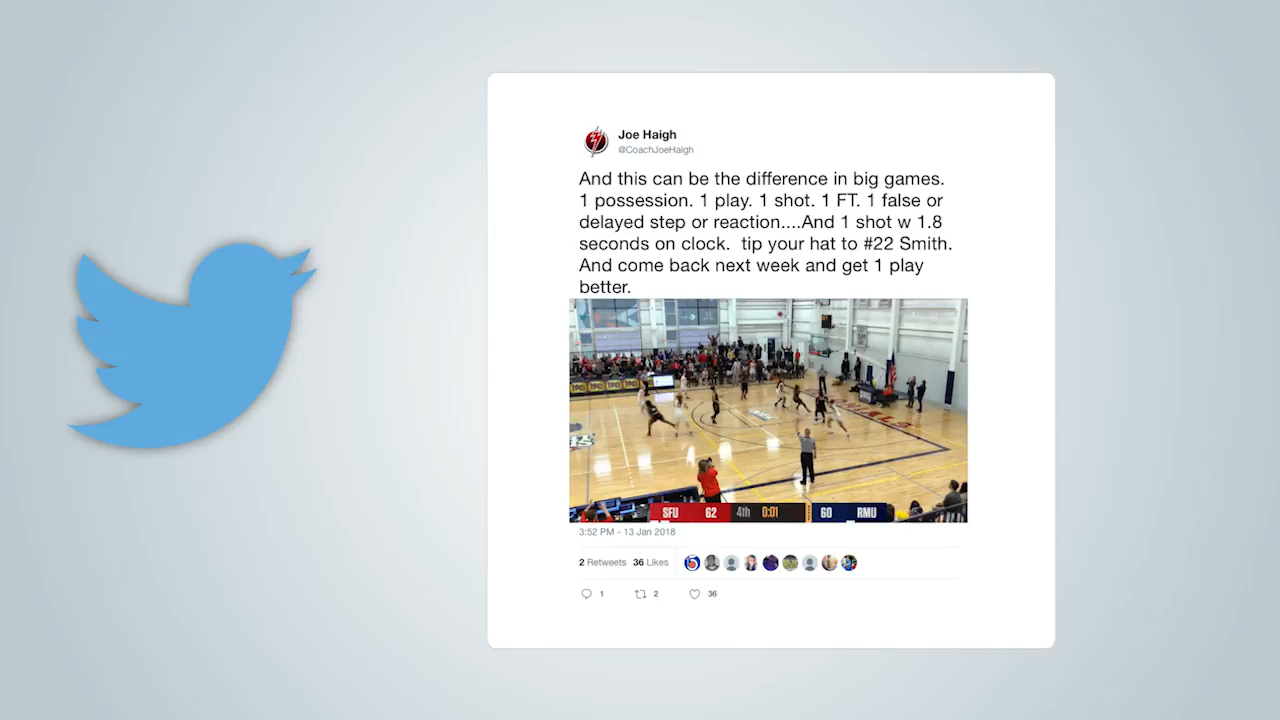 Joe Haigh
@CoachJoeHaigh
And this can be the difference in big games.
1 possession. 1 play. 1 shot. 1 FT. 1 false or
delayed step or reaction....And 1 shot w 1.8
seconds on clock.  tip your hat to #22 Smith.
And come back next week and get 1 play
better.
SFU 62 4th 0:01 60 RMU
3:52 PM - 13 Jan 2018
2 Retweets 36 Likes
1 2 36